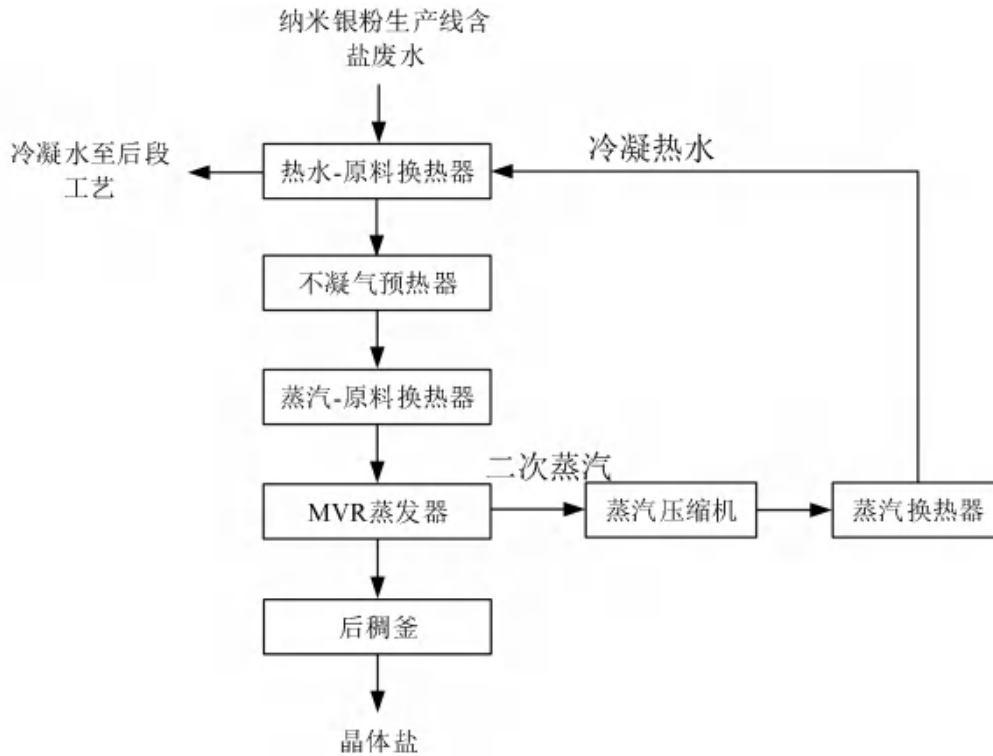 纳米银粉生产线含
盐废水
冷凝水至后段
工艺
热水-原料换热器
冷凝热水
不凝气预热器
蒸汽-原料换热器
二次蒸汽
MVR蒸发器
蒸汽压缩机
蒸汽换热器
后稠釜
晶体盐